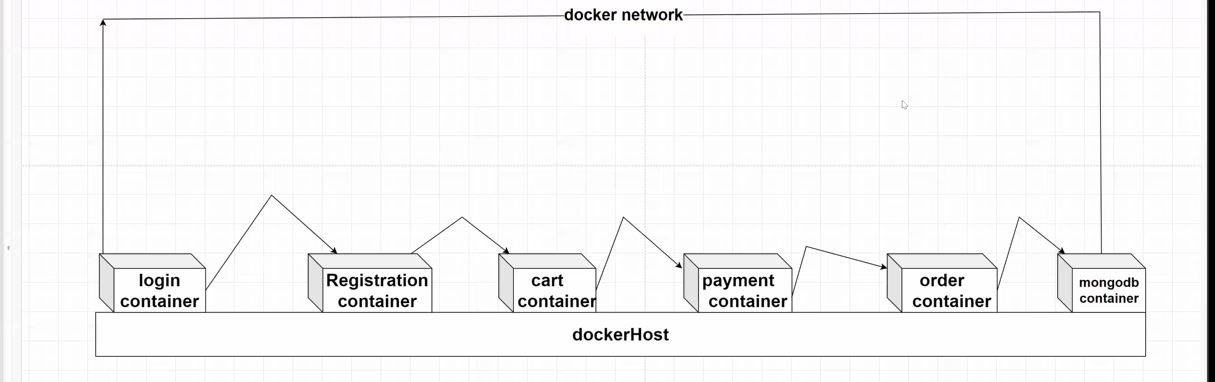 docker network
login
container
Registration
container
cart
container
payment
container
order
container
mongodb
container
dockerHost